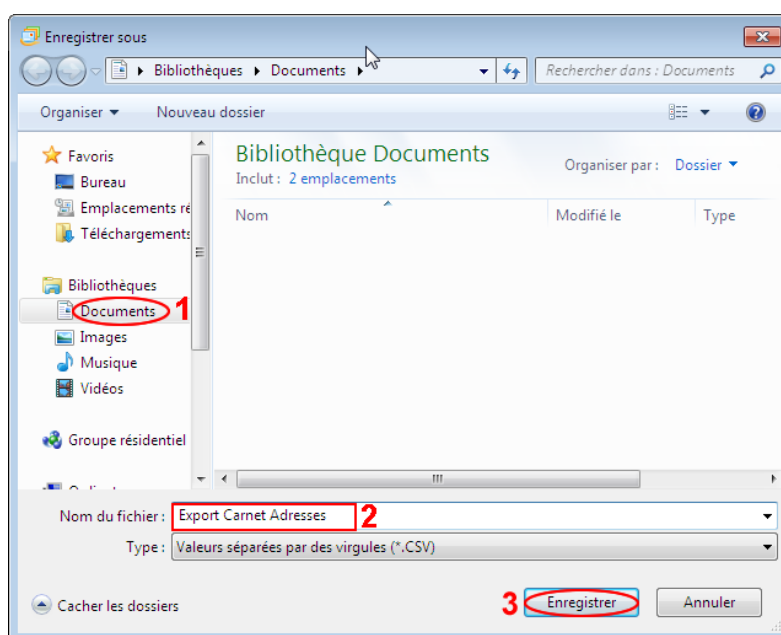 Enregistrer sous
Bibliothèques Documents
Rechercher dans : Documents
Organiser Nouveau dossier
Favoris
Bureau
Emplacements ré
Téléchargements
Bibliothèques
Documents 1
Images
Musique
Vidéos
Groupe résidentiel
Bibliothèque Documents
Inclut : 2 emplacements
Organiser par : Dossier
Nom Modifié le Type
Nom du fichier : Export Carnet Adresses 2
Type : Valeurs séparées par des virgules (*.CSV)
Cacher les dossiers
3 Enregistrer Annuler